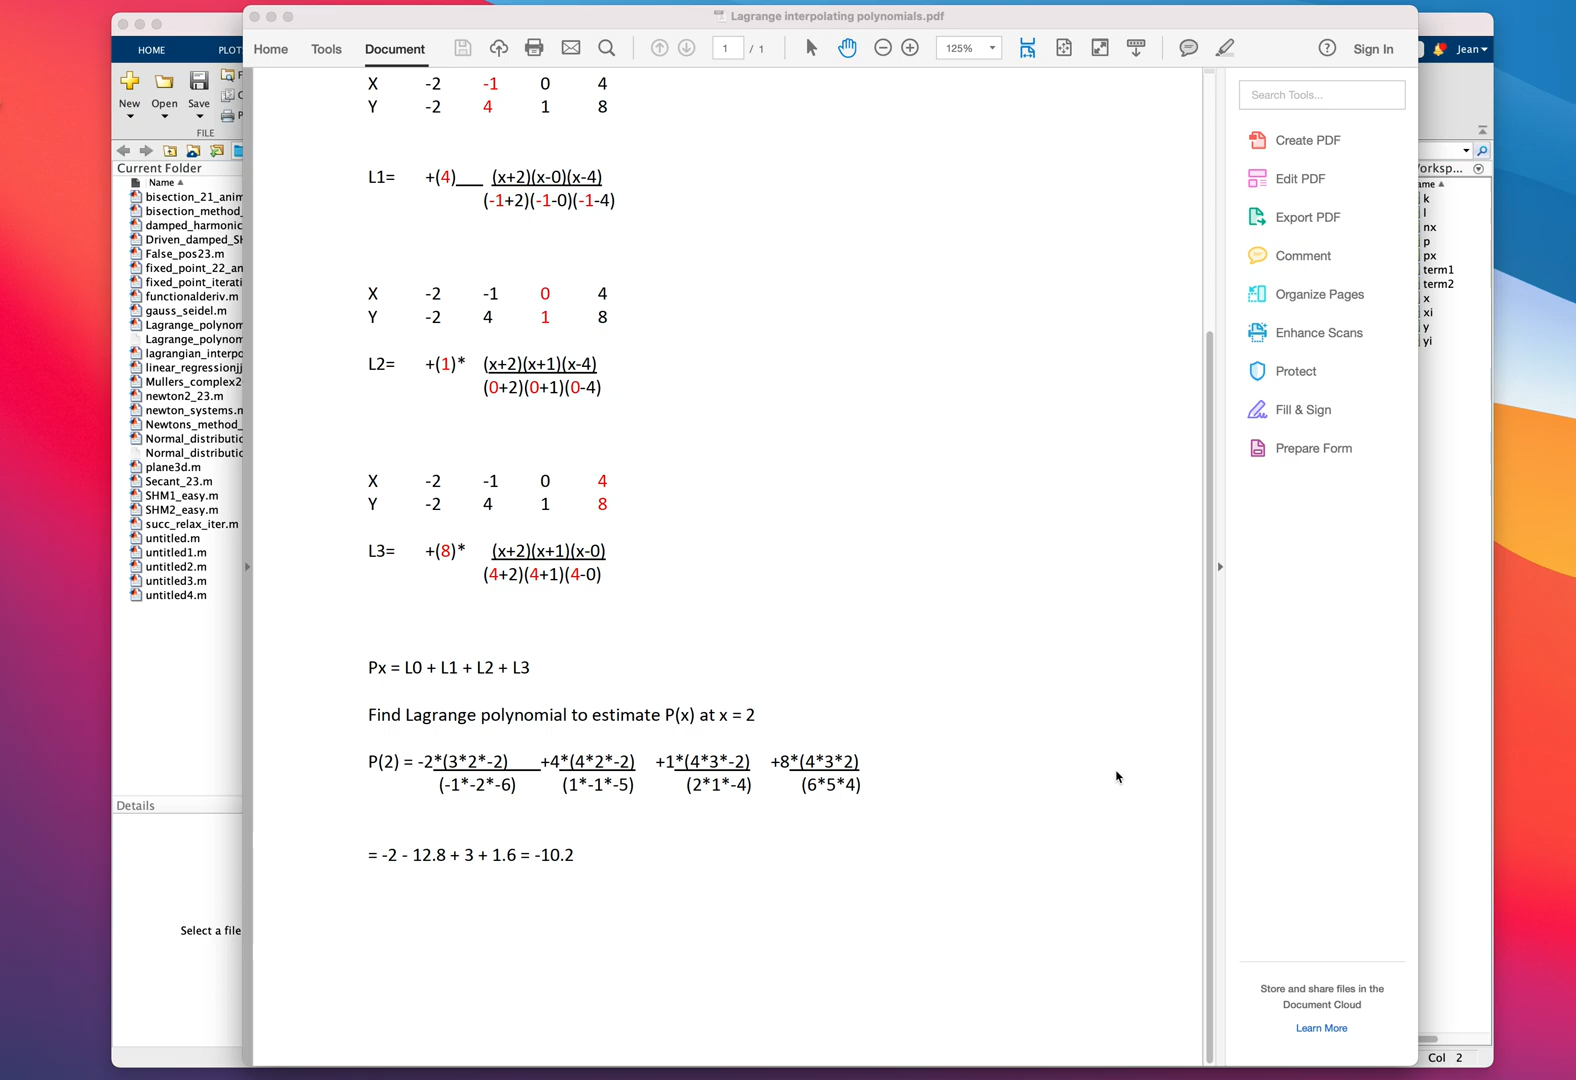 Lagrange interpolating polynomials.pdf
HOME
PLOT
Jean
Home
Tools
Document
1
/ 1
125%
Sign In
New
Open
Save
FILE
Current Folder
Name
bisection_21_anim
bisection_method_
damped_harmonic
Driven_damped_SH
False_pos23.m
fixed_point_22_an
fixed_point_iterati
functionalderiv.m
gauss_seidel.m
Lagrange_polynom
Lagrange_polynom
lagrangian_interpo
linear_regressionjj
Mullers_complex2
newton2_23.m
newton_systems.m
Newtons_method_
Normal_distributic
Normal_distributic
plane3d.m
Secant_23.m
SHM1_easy.m
SHM2_easy.m
succ_relax_iter.m
untitled.m
untitled1.m
untitled2.m
untitled3.m
untitled4.m
Details
Select a file
X -2 -1 0 4
Y -2 4 1 8
L1= +(4)___ (x+2)(x-0)(x-4)
(-1+2)(-1-0)(-1-4)
X -2 -1 0 4
Y -2 4 1 8
L2= +(1)* (x+2)(x+1)(x-4)
(0+2)(0+1)(0-4)
X -2 -1 0 4
Y -2 4 1 8
L3= +(8)* (x+2)(x+1)(x-0)
(4+2)(4+1)(4-0)
Px = L0 + L1 + L2 + L3
Find Lagrange polynomial to estimate P(x) at x = 2
P(2) = -2*(3*2*-2)___ +4*(4*2*-2) +1*(4*3*-2) +8*(4*3*2)
(-1*-2*-6) (1*-1*-5) (2*1*-4) (6*5*4)
= -2 - 12.8 + 3 + 1.6 = -10.2
Search Tools...
Create PDF
Edit PDF
Export PDF
Comment
Organize Pages
Enhance Scans
Protect
Fill & Sign
Prepare Form
Store and share files in the
Document Cloud
Learn More
orksp...
ame
k
l
nx
p
px
term1
term2
x
xi
y
yi
Col 2